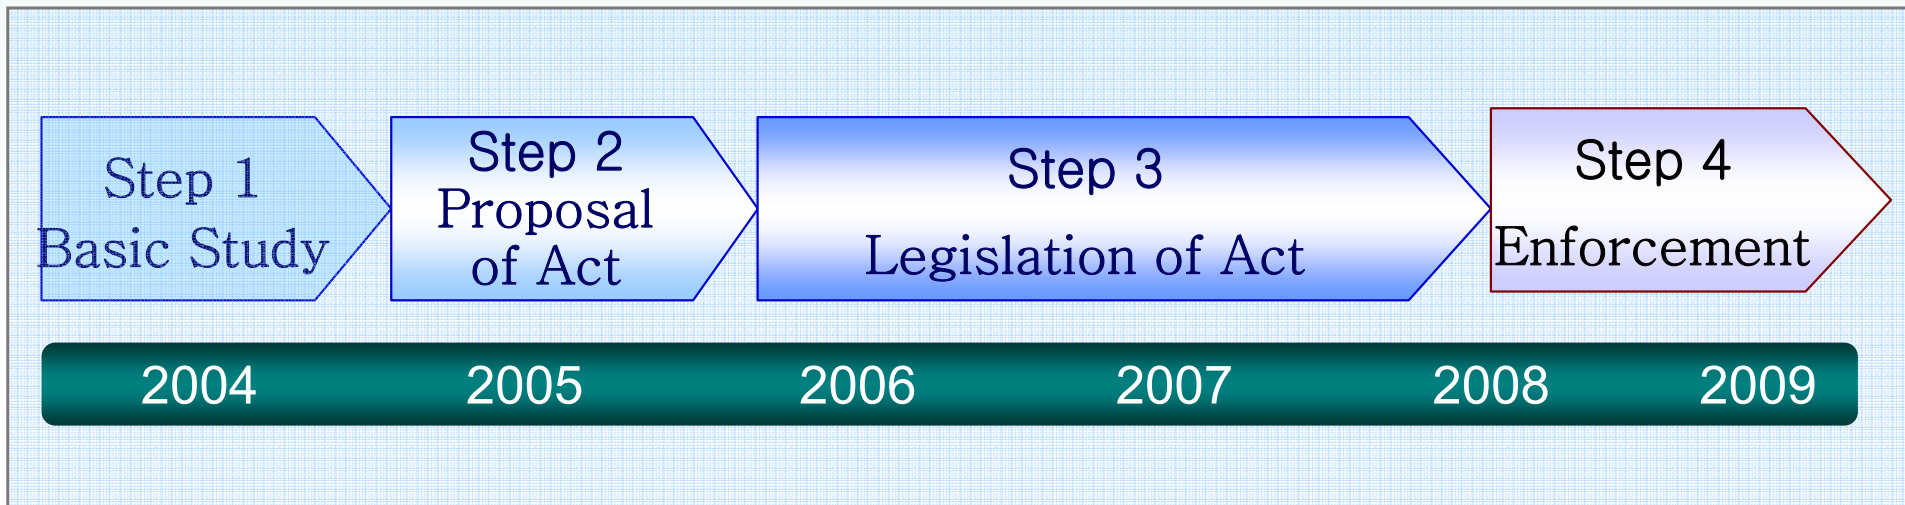 Step 1
Basic Study
Step 2
Proposal
of Act
Step 3
Legislation of Act
Step 4
Enforcement
2004 2005 2006 2007 2008 2009